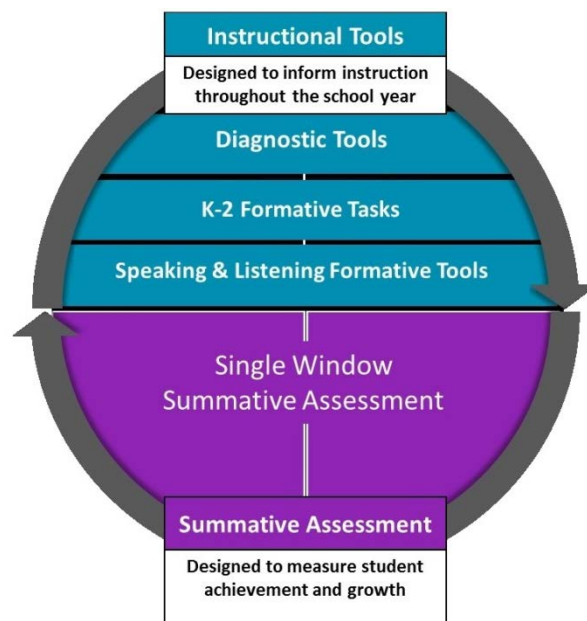 Instructional Tools
Designed to inform instruction
throughout the school year
Diagnostic Tools
K-2 Formative Tasks
Speaking & Listening Formative Tools
Single Window
Summative Assessment
Summative Assessment
Designed to measure student
achievement and growth